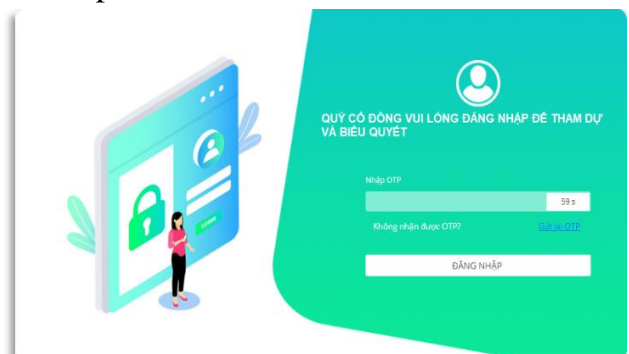 QUÝ CỔ ĐÔNG VUI LÒNG ĐĂNG NHẬP ĐỂ THAM DỰ
VÀ BIỂU QUYẾT
Nhập OTP
59 s
Không nhận được OTP? Gửi lại OTP
ĐĂNG NHẬP